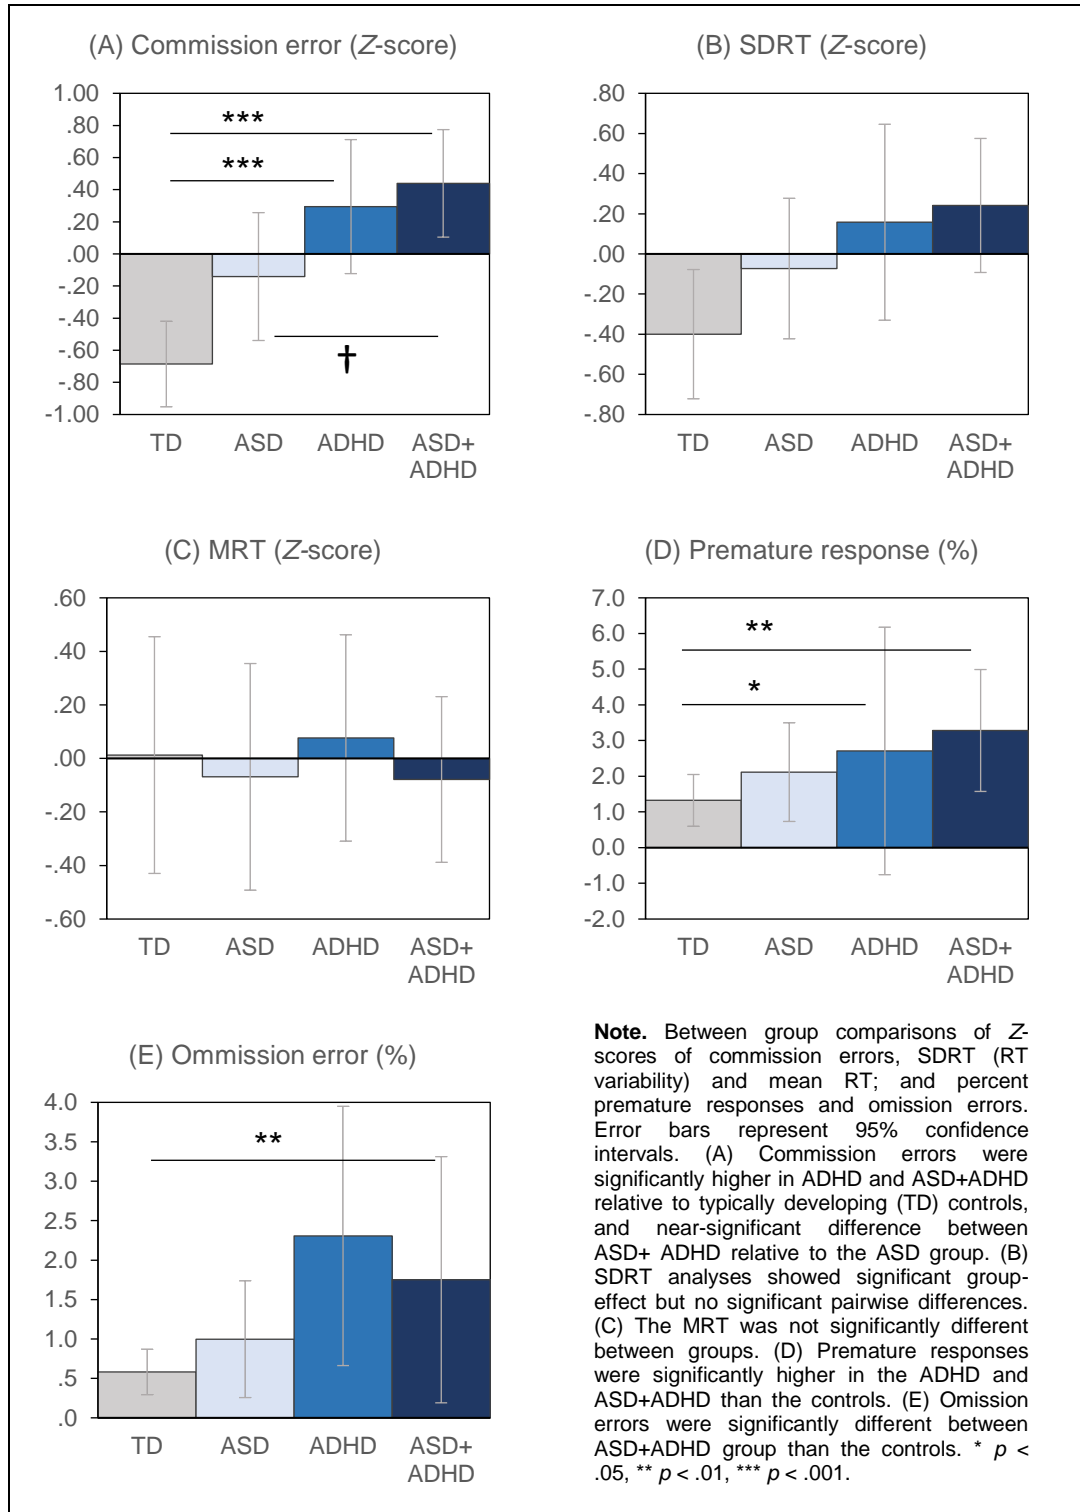 (A) Commission error (Z-score)
1.00
.80
.60
.40
.20
.00
-.20
-.40
-.60
-.80
-1.00
***
***
†
TD ASD ADHD ASD+
ADHD
(B) SDRT (Z-score)
.80
.60
.40
.20
.00
-.20
-.40
-.60
-.80
TD ASD ADHD ASD+
ADHD
(C) MRT (Z-score)
.60
.40
.20
.00
-.20
-.40
-.60
TD ASD ADHD ASD+
ADHD
(D) Premature response (%)
7.0
6.0
5.0
4.0
3.0
2.0
1.0
0.0
-1.0
-2.0
**
*
TD ASD ADHD ASD+
ADHD
(E) Ommission error (%)
4.0
3.5
3.0
2.5
2.0
1.5
1.0
.5
.0
**
TD ASD ADHD ASD+
ADHD
Note. Between group comparisons of Z-
scores of commission errors, SDRT (RT
variability) and mean RT; and percent
premature responses and omission errors.
Error bars represent 95% confidence
intervals. (A) Commission errors were
significantly higher in ADHD and ASD+ADHD
relative to typically developing (TD) controls,
and near-significant difference between
ASD+ ADHD relative to the ASD group. (B)
SDRT analyses showed significant group-
effect but no significant pairwise differences.
(C) The MRT was not significantly different
between groups. (D) Premature responses
were significantly higher in the ADHD and
ASD+ADHD than the controls. (E) Omission
errors were significantly different between
ASD+ADHD group than the controls. * p <
.05, ** p < .01, *** p < .001.